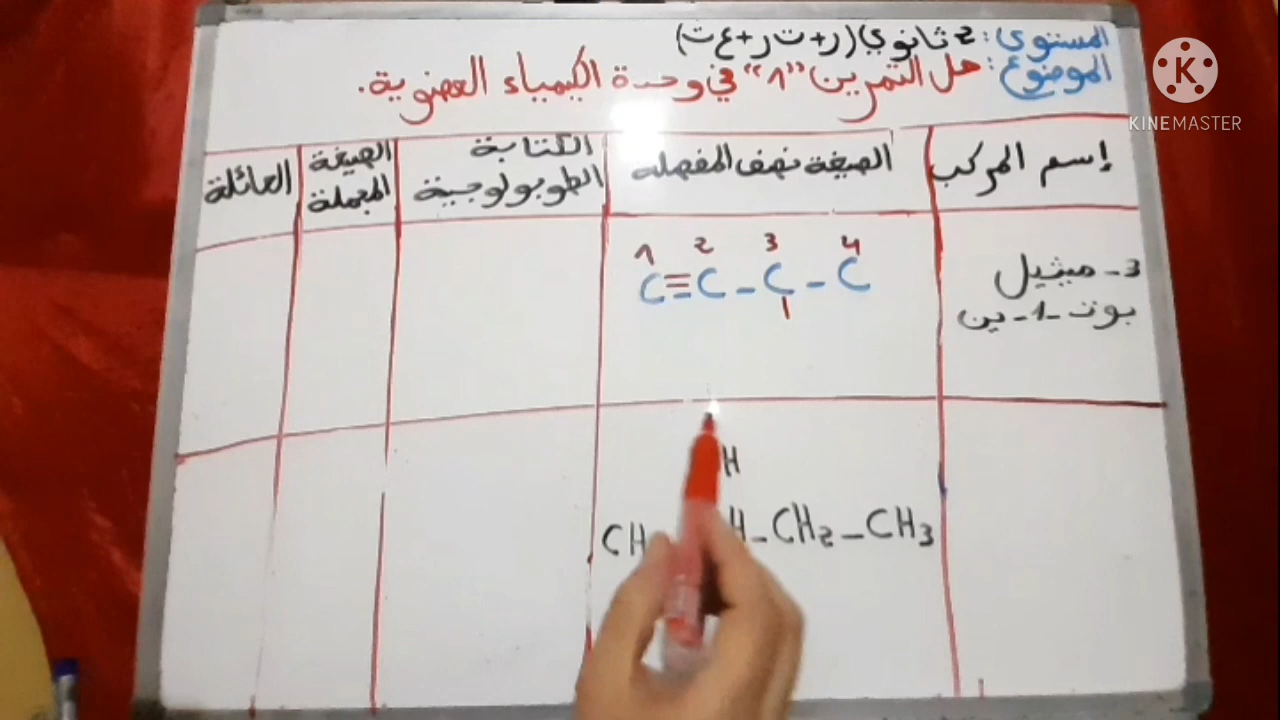 المستوى: 2 ثانوي (ر+ت ر+ع ت)
الموضوع: حل التمرين "1" في وحدة الكيمياء العضوية.
K
KINEMASTER
إسم المركب
الصيغة نصف المفصلة
الكتابة
الطوبولوجية
الصيغة
المجملة
العائلة
3- ميثيل
بوت-1-ين
1 2 3 4
C≡C-C-C
H
CH H-CH2-CH3